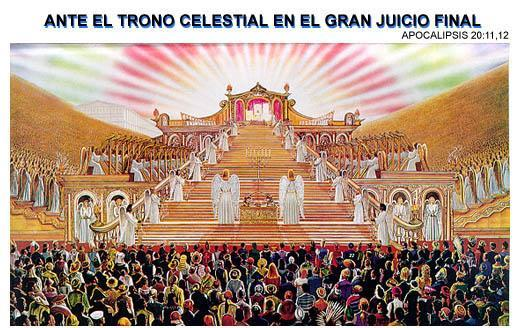 ANTE EL TRONO CELESTIAL EN EL GRAN JUICIO FINAL
APOCALIPSIS 20:11,12